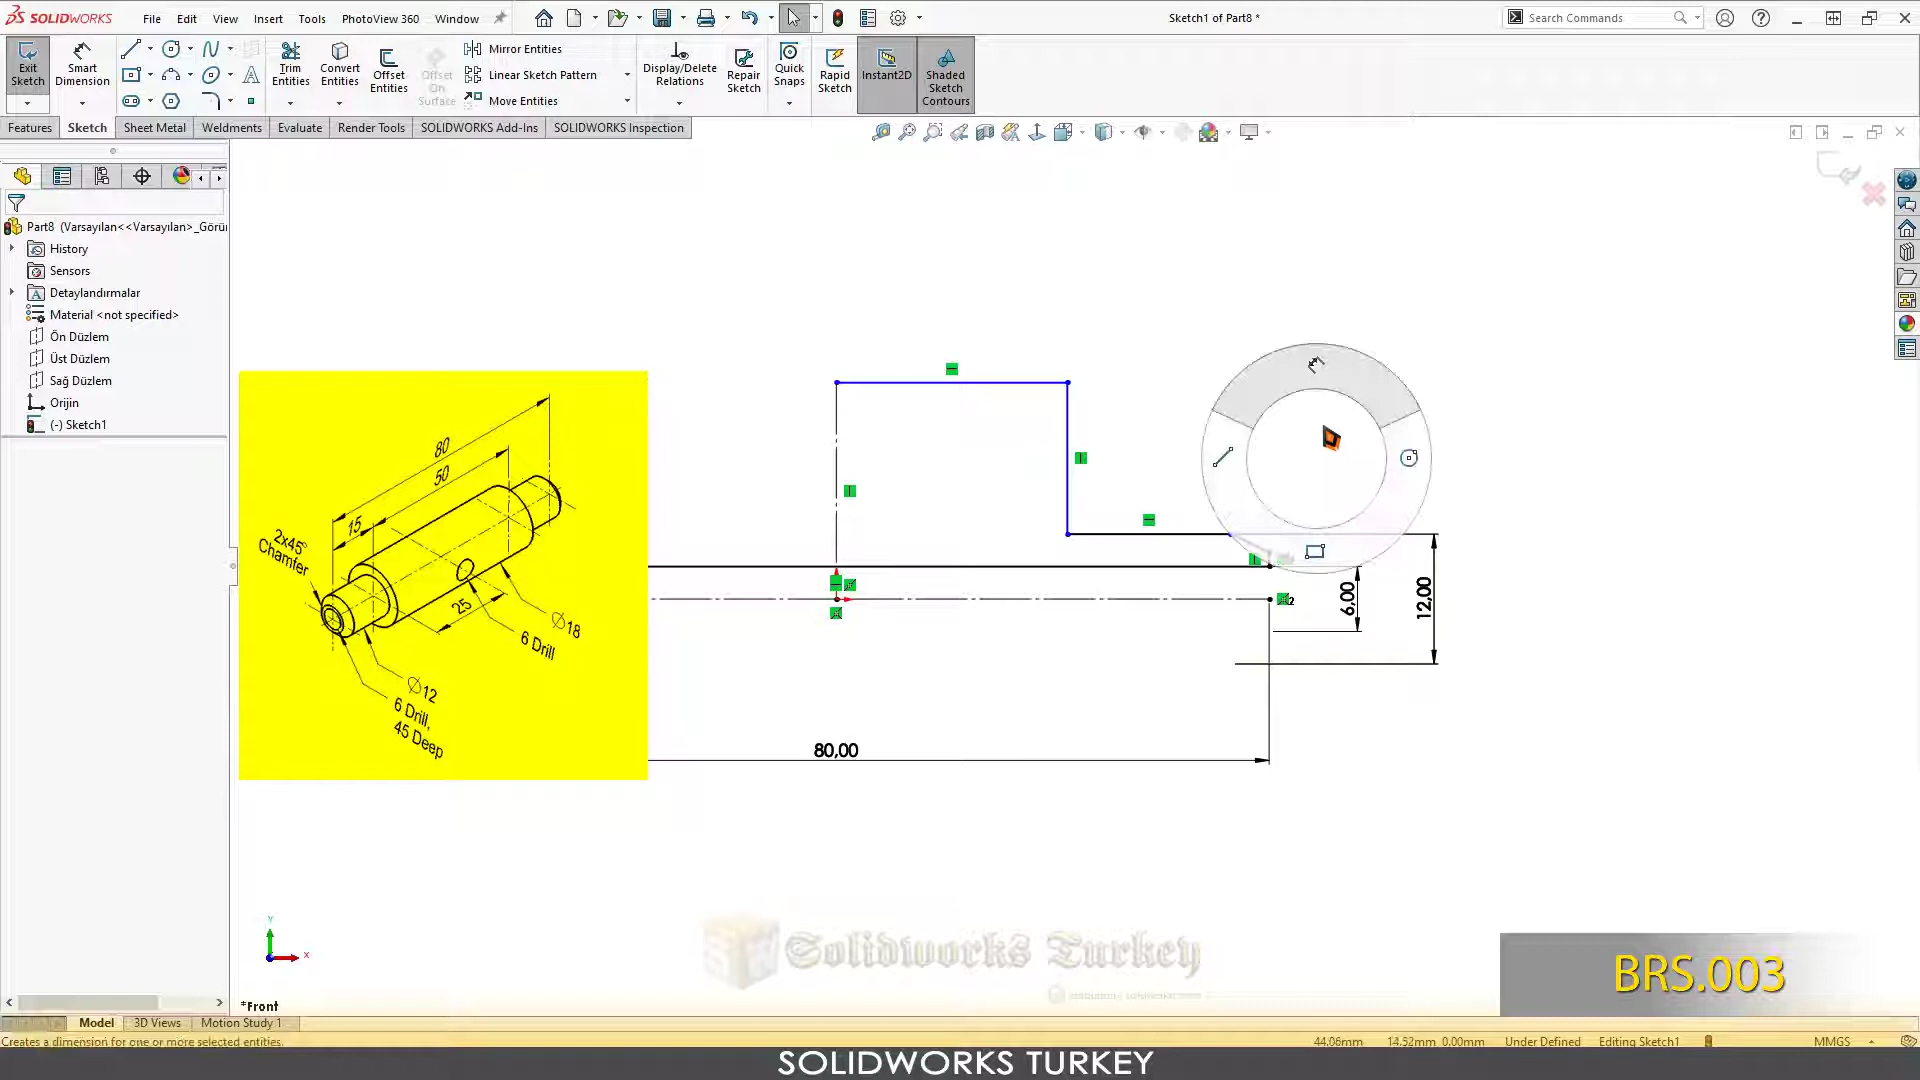 SOLIDWORKS
File Edit View Insert Tools PhotoView 360 Window
Sketch1 of Part8 *
Search Commands
Exit Sketch
Smart Dimension
Trim Entities
Convert Entities
Offset Entities
Offset On Surface
Mirror Entities
Linear Sketch Pattern
Move Entities
Display/Delete Relations
Repair Sketch
Quick Snaps
Rapid Sketch
Instant2D
Shaded Sketch Contours
Features Sketch Sheet Metal Weldments Evaluate Render Tools SOLIDWORKS Add-Ins SOLIDWORKS Inspection
Part8 (Varsayılan<<Varsayılan>_Görü
History
Sensors
Detaylandırmalar
Material <not specified>
Ön Düzlem
Üst Düzlem
Sağ Düzlem
Orijin
(-) Sketch1
80
50
15
2x45°
Chamfer
25
Ø18
6 Drill
Ø12
6 Drill,
45 Deep
6,00
12,00
2
80,00
Y
X
*Front
Solidworks Turkey
BRS.003
Model 3D Views Motion Study 1
Creates a dimension for one or more selected entities.
44.06mm 14.52mm 0.00mm Under Defined Editing Sketch1 MMGS
SOLIDWORKS TURKEY